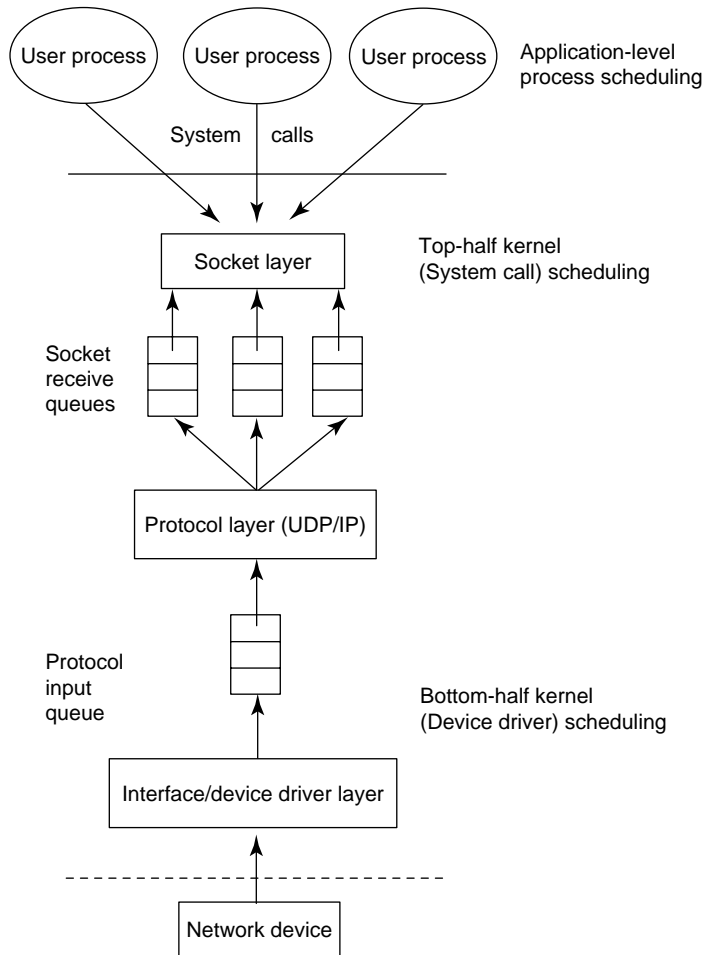 User process
User process
User process
Application-level
process scheduling
System calls
Socket layer
Top-half kernel
(System call) scheduling
Socket
receive
queues
Protocol layer (UDP/IP)
Protocol
input
queue
Bottom-half kernel
(Device driver) scheduling
Interface/device driver layer
Network device